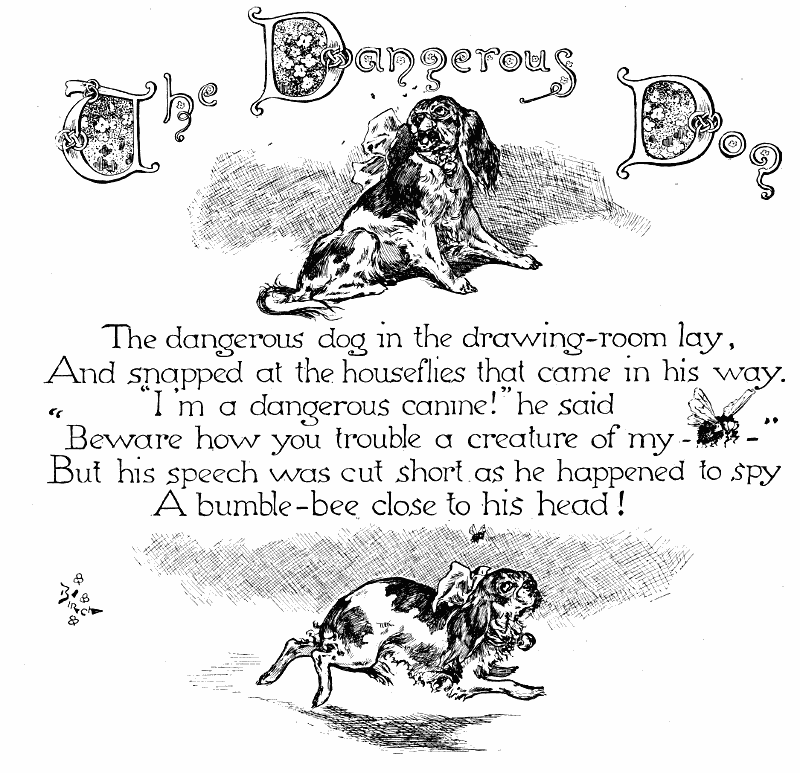 The Dangerous Dog
The dangerous dog in the drawing-room lay,
And snapped at the houseflies that came in his way.
"I'm a dangerous canine!" he said
"Beware how you trouble a creature of my - -"
But his speech was cut short as he happened to spy
A bumble-bee close to his head!
Birch